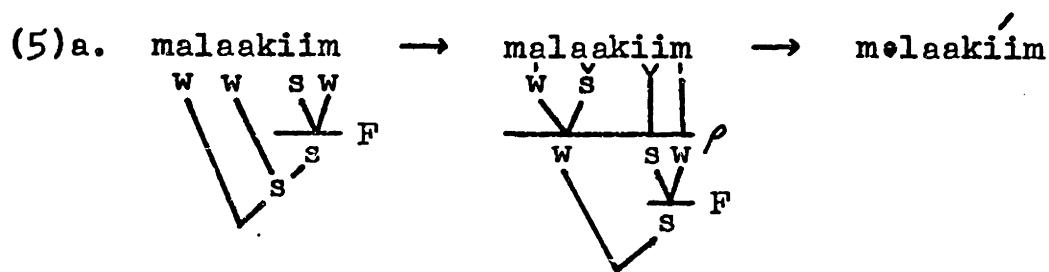 (5)a. malaakiim → malaakiim → məlaakíim
W W S W W S
F W S W ρ
S
S F
S